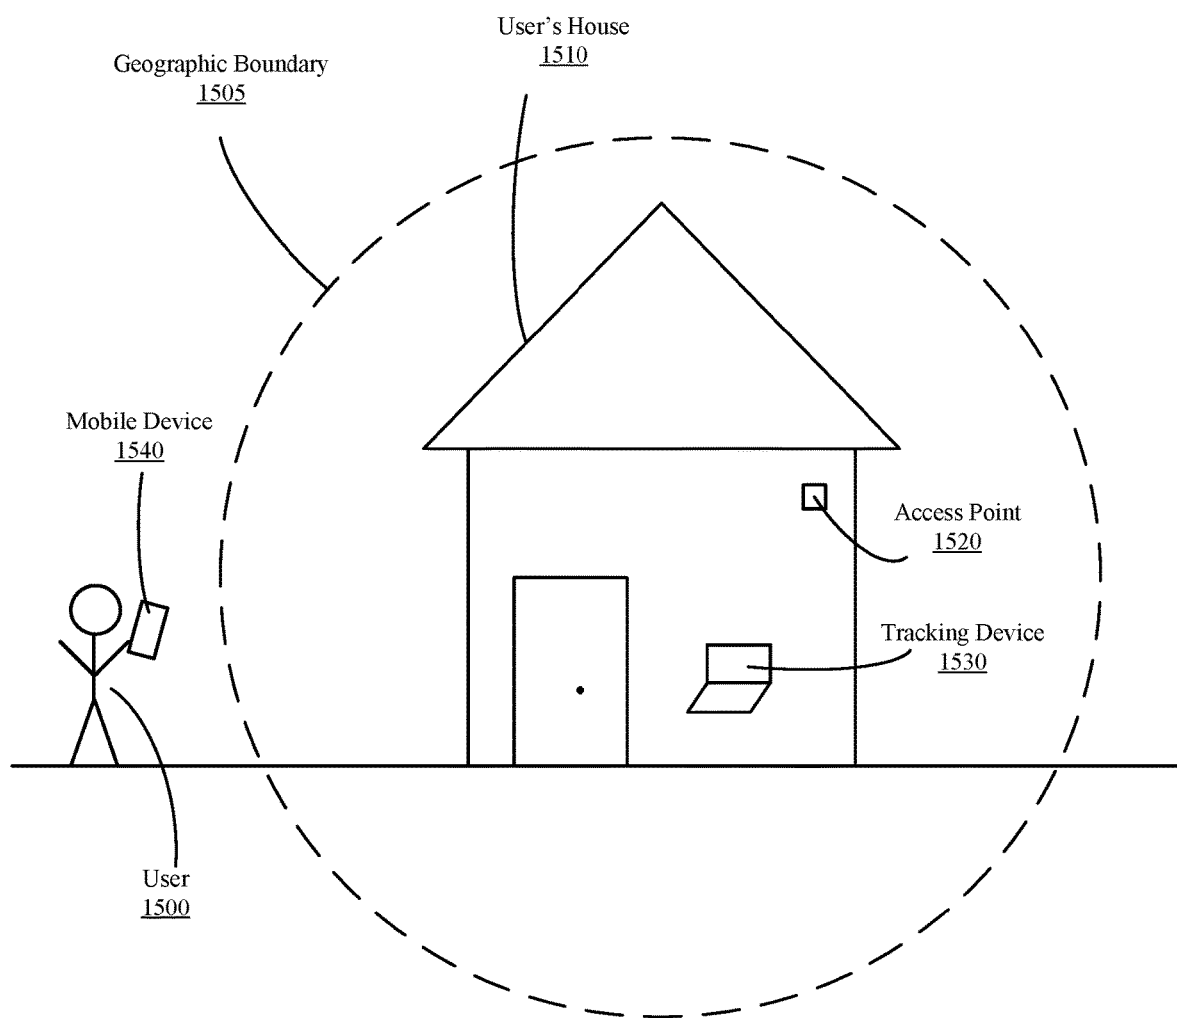 User’s House
1510
Geographic Boundary
1505
Mobile Device
1540
Access Point
1520
Tracking Device
1530
User
1500